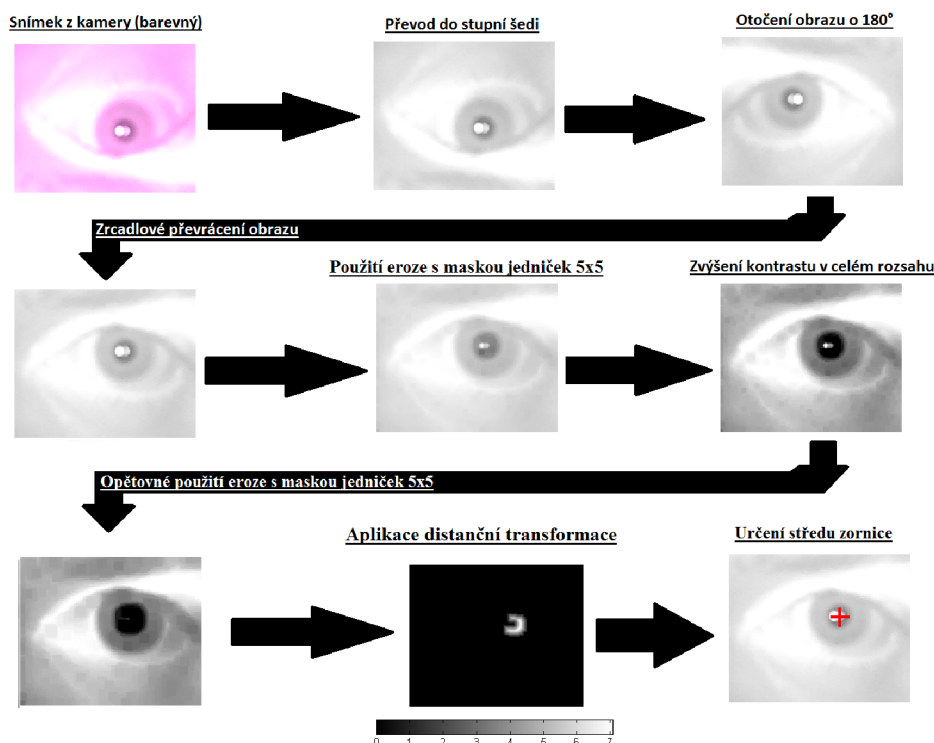 Snímek z kamery (barevný)
Převod do stupní šedi
Otočení obrazu o 180°
Zrcadlové převrácení obrazu
Použití eroze s maskou jedniček 5x5
Zvýšení kontrastu v celém rozsahu
Opětovné použití eroze s maskou jedniček 5x5
Aplikace distanční transformace
Určení středu zornice
0 1 2 3 4 5 6 7